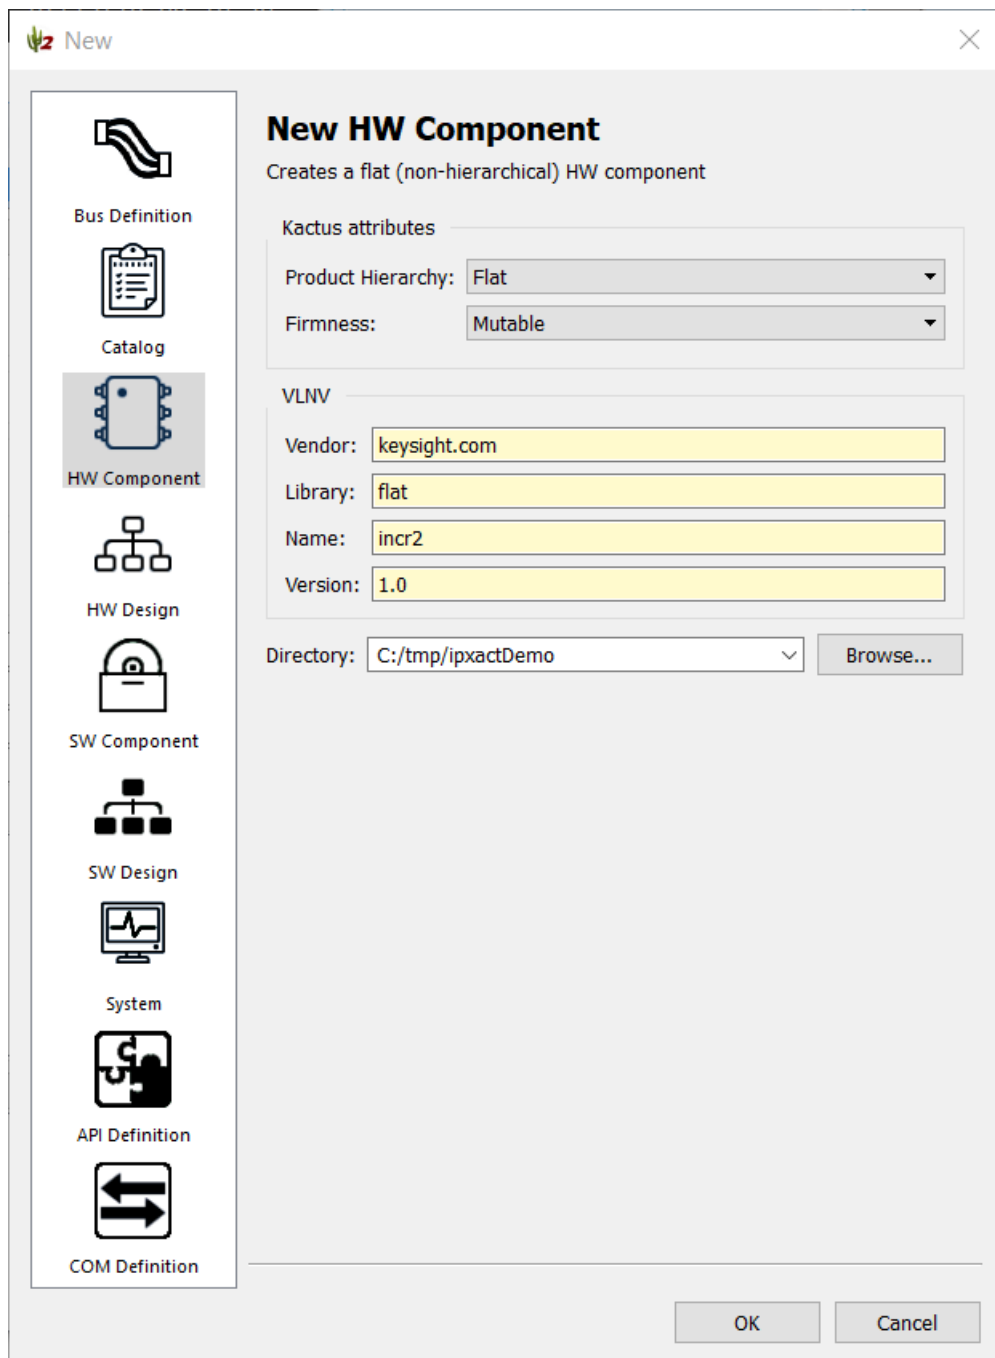 New
Bus Definition
Catalog
HW Component
HW Design
SW Component
SW Design
System
API Definition
COM Definition
New HW Component
Creates a flat (non-hierarchical) HW component
Kactus attributes
Product Hierarchy: Flat
Firmness: Mutable
VLNV
Vendor: keysight.com
Library: flat
Name: incr2
Version: 1.0
Directory: C:/tmp/ipxactDemo Browse...
OK Cancel